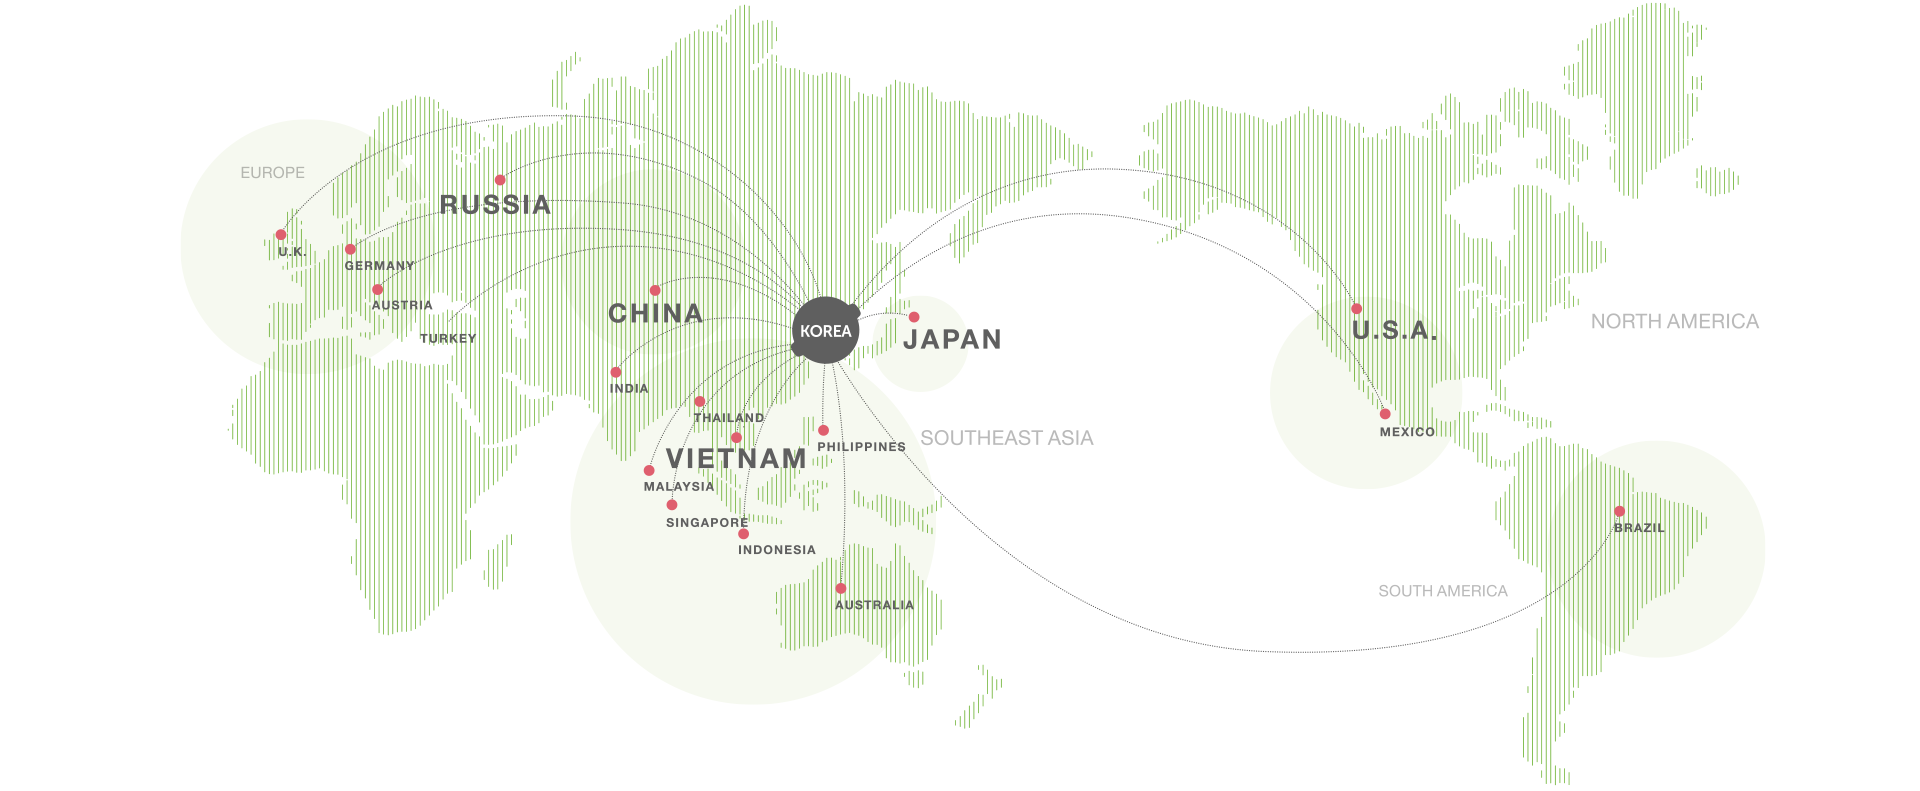 EUROPE
RUSSIA
U.K.
GERMANY
AUSTRIA
TURKEY
CHINA
KOREA
JAPAN
INDIA
THAILAND
VIETNAM
PHILIPPINES
SOUTHEAST ASIA
MALAYSIA
SINGAPORE
INDONESIA
AUSTRALIA
U.S.A.
NORTH AMERICA
MEXICO
BRAZIL
SOUTH AMERICA